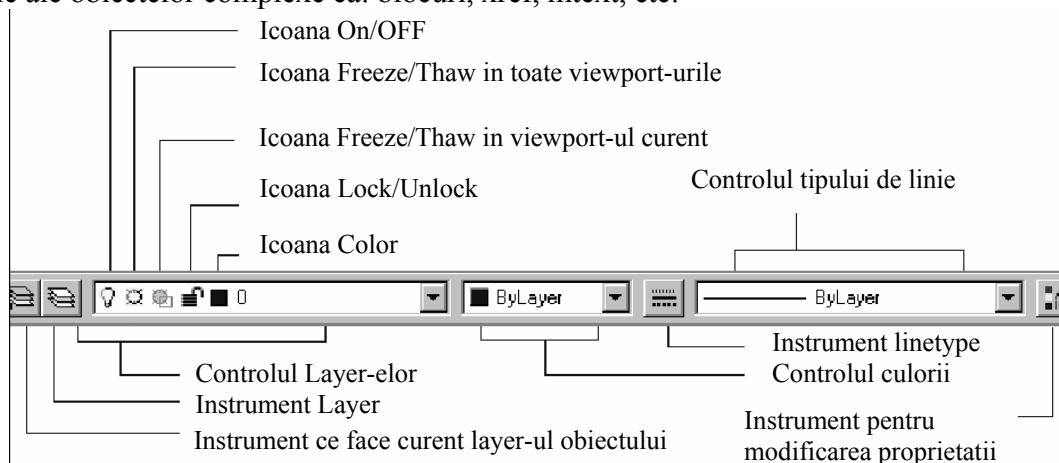 ale obiectelor complexe ca: blocuri, xref, mtext, etc.
Icoana On/OFF
Icoana Freeze/Thaw in toate viewport-urile
Icoana Freeze/Thaw in viewport-ul curent
Icoana Lock/Unlock
Controlul tipului de linie
Icoana Color
0
ByLayer
ByLayer
Instrument linetype
Controlul Layer-elor
Controlul culorii
Instrument Layer
Instrument pentru
modificarea proprietatii
Instrument ce face curent layer-ul obiectului